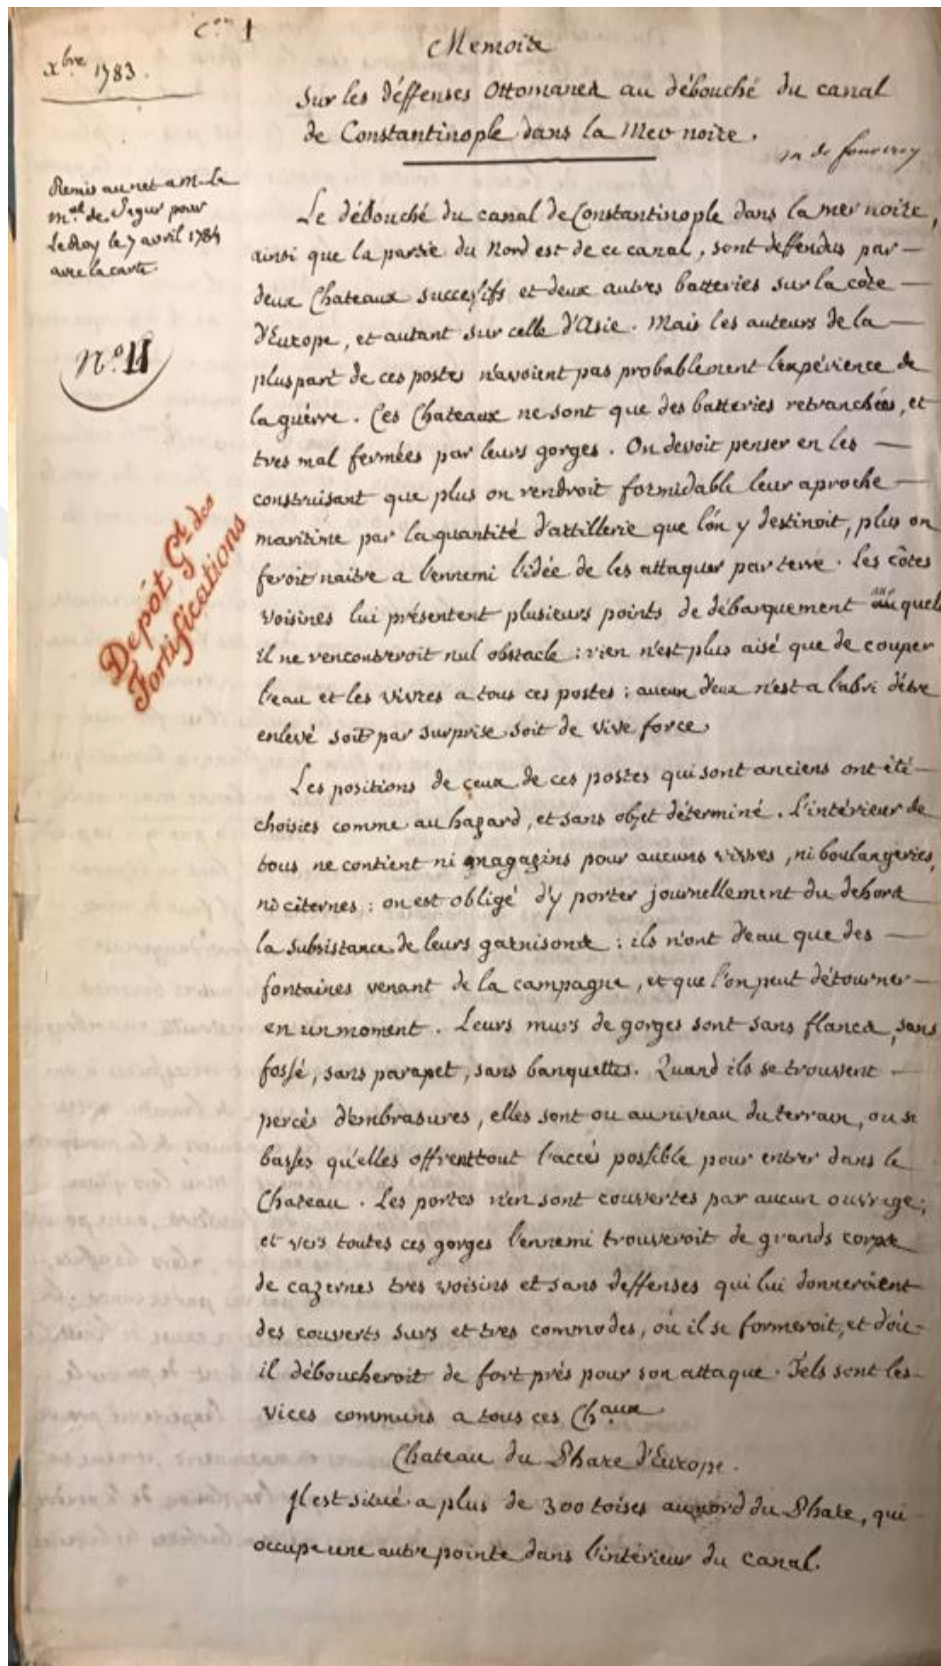 Con 1
Xbre 1783.
Memoire
Sur les déffenses Ottomanes au débouché du canal
de Constantinople dans la Mer noire.
m de
Remis au net a M. Le
Mal de Segur pour
Le Roy le 7 avril 1784
avec la carte.
No. 11
Depôt Gl des
Fortifications
Le débouché du canal de Constantinople dans la mer noire,
ainsi que la partie du Nord est de ce canal, sont deffendus par
deux Chateaux successifs et deux autres batteries sur la côte
d'Europe, et autant sur celle d'Asie. Mais les auteurs de la
pluspart de ces postes n'avoient pas probablement l'expérience de
la guérre. Ces Chateaux ne sont que des batteries retranchées, et
tres mal fermées par leurs gorges. On devoit penser en les
construisant que plus on rendroit formidable leur aproche
maritime par la quantité d'attillerie que l'ón y destinoit, plus on
feroit naitre a l'ennemi l'idée de les attaquer par terre. Les côtes
voisines lui présentent plusieurs points de débarquement auxquels
il ne rencontreroit nul obstacle : rien n'est plus aisé que de couper
l'eau et les vivres a tous ces postes ; aucun d'eux n'est a l'abri d'être
enlevé soit par surprise soit de vive force.
Les positions de ceux de ces postes qui sont anciens ont été
choisies comme au hazard, et sans objet déterminé. L'intérieur de
tous ne contient ni magazins pour aucuns vivres, ni boulangeries,
ni citernes : on est obligé d'y porter journellement du dehors
la subsistance de leurs garnisons : ils n'ont d'eau que des
fontaines venant de la campagne, et que l'on peut détourner
en un moment. Leurs murs de gorges sont sans flancs, sans
fossé, sans parapet, sans banquettes. Quand ils se trouvent
percés d'embrasures, elles sont ou au niveau du terrain, ou si
basses qu'elles offrent tout l'accès possible pour entrer dans le
Chateau. Les portes n'en sont couvertes par aucun ouvrage;
et vers toutes ces gorges l'ennemi trouveroit de grands corps
de cazernes tres voisins et sans deffenses qui lui donneroient
des couverts surs et tres commodes, où il se formeroit, et d'où
il déboucheroit de fort près pour son attaque. Tels sont les
vices communs a tous ces Chaux
Chateau du Phare d'Europe.
Il est situé a plus de 300 toises au nord du Phare, qui
occupe une autre pointe dans l'intérieur du canal.